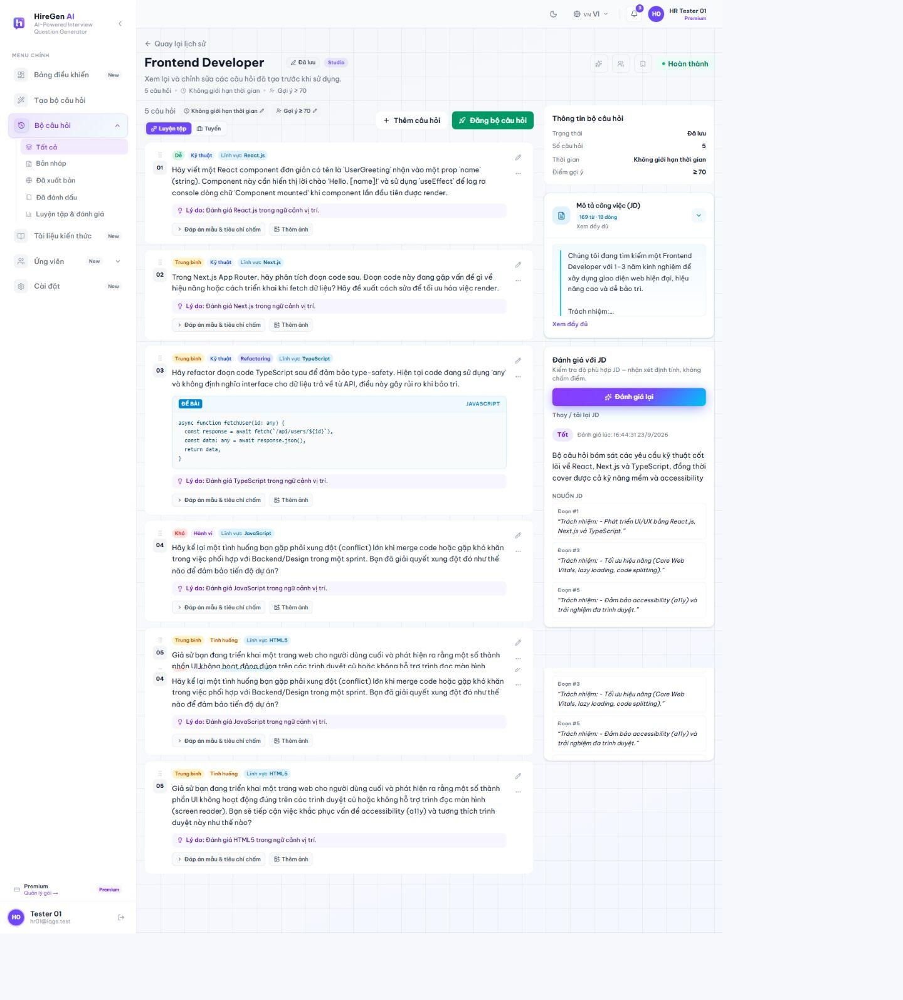 HireGen AI
AI-Powered Interview
Question Generator
MENU CHÍNH
Bảng điều khiển New
Tạo bộ câu hỏi
Bộ câu hỏi
Tất cả
Bản nháp
Đã xuất bản
Đã đánh dấu
Luyện tập & đánh giá
Tài liệu kiến thức New
Ứng viên New
Cài đặt New
Premium
Quản lý gói → Premium
H0 Tester 01
hr01@iqgs.test
VN VI
3
H0 HR Tester 01
Premium
← Quay lại lịch sử
Frontend Developer Đã lưu Studio
Hoàn thành
Xem lại và chỉnh sửa các câu hỏi đã tạo trước khi sử dụng.
5 câu hỏi • Không giới hạn thời gian • Gợi ý ≥ 70
5 câu hỏi Không giới hạn thời gian Gợi ý ≥ 70
Luyện tập Tuyển
+ Thêm câu hỏi Đăng bộ câu hỏi
Dễ Kỹ thuật Lĩnh vực React.js
01
Hãy viết một React component đơn giản có tên là `UserGreeting` nhận vào một prop `name`
(string). Component này cần hiển thị lời chào 'Hello, [name]!' và sử dụng `useEffect` để log ra
console dòng chữ 'Component mounted' khi component lần đầu tiên được render.
Lý do: Đánh giá React.js trong ngữ cảnh vị trí.
Đáp án mẫu & tiêu chí chấm Thêm ảnh
Trung bình Kỹ thuật Lĩnh vực Next.js
02
Trong Next.js App Router, hãy phân tích đoạn code sau. Đoạn code này đang gặp vấn đề gì về
hiệu năng hoặc cách triển khai khi fetch dữ liệu? Hãy đề xuất cách sửa để tối ưu hóa việc render.
Lý do: Đánh giá Next.js trong ngữ cảnh vị trí.
Đáp án mẫu & tiêu chí chấm Thêm ảnh
Trung bình Kỹ thuật Refactoring Lĩnh vực TypeScript
03
Hãy refactor đoạn code TypeScript sau để đảm bảo type-safety. Hiện tại code đang sử dụng 'any'
và không định nghĩa interface cho dữ liệu trả về từ API, điều này gây rủi ro khi bảo trì.
ĐỀ BÀI JAVASCRIPT
async function fetchUser(id: any) {
const response = await fetch(`/api/users/${id}`),
const data: any = await response.json(),
return data,
}
Lý do: Đánh giá TypeScript trong ngữ cảnh vị trí.
Đáp án mẫu & tiêu chí chấm Thêm ảnh
Khó Hành vi Lĩnh vực JavaScript
04
Hãy kể lại một tình huống bạn gặp phải xung đột (conflict) lớn khi merge code hoặc gặp khó khăn
trong việc phối hợp với Backend/Design trong một sprint. Bạn đã giải quyết xung đột đó như thế
nào để đảm bảo tiến độ dự án?
Lý do: Đánh giá JavaScript trong ngữ cảnh vị trí.
Đáp án mẫu & tiêu chí chấm Thêm ảnh
Trung bình Tình huống Lĩnh vực HTML5
05
Giả sử bạn đang triển khai một trang web cho người dùng cuối và phát hiện ra rằng một số thành
phần UI không hoạt động đúng trên các trình duyệt cũ hoặc không hỗ trợ trình đọc màn hình
04
Hãy kể lại một tình huống bạn gặp phải xung đột (conflict) lớn khi merge code hoặc gặp khó khăn
trong việc phối hợp với Backend/Design trong một sprint. Bạn đã giải quyết xung đột đó như thế
nào để đảm bảo tiến độ dự án?
Lý do: Đánh giá JavaScript trong ngữ cảnh vị trí.
Đáp án mẫu & tiêu chí chấm Thêm ảnh
Trung bình Tình huống Lĩnh vực HTML5
05
Giả sử bạn đang triển khai một trang web cho người dùng cuối và phát hiện ra rằng một số thành
phần UI không hoạt động đúng trên các trình duyệt cũ hoặc không hỗ trợ trình đọc màn hình
(screen reader). Bạn sẽ tiếp cận việc khắc phục vấn đề accessibility (a11y) và tương thích trình
duyệt này như thế nào?
Lý do: Đánh giá HTML5 trong ngữ cảnh vị trí.
Đáp án mẫu & tiêu chí chấm Thêm ảnh
Thông tin bộ câu hỏi
Trạng thái Đã lưu
Số câu hỏi 5
Thời gian Không giới hạn thời gian
Điểm gợi ý ≥ 70
Mô tả công việc (JD)
169 từ · 18 dòng
Xem đầy đủ
Chúng tôi đang tìm kiếm một Frontend
Developer với 1-3 năm kinh nghiệm để
xây dựng giao diện web hiện đại, hiệu
năng cao và dễ bảo trì.
Trách nhiệm:...
Xem đầy đủ
Đánh giá với JD
Kiểm tra độ phù hợp JD — nhận xét định tính, không
chấm điểm.
Đánh giá lại
Thay / tải lại JD
Tốt Đánh giá lúc: 16:44:31 23/9/2026
Bộ câu hỏi bám sát các yêu cầu kỹ thuật cốt
lõi về React, Next.js và TypeScript, đồng thời
cover được cả kỹ năng mềm và accessibility
NGUỒN JD
Đoạn #1
“Trách nhiệm: - Phát triển UI/UX bằng React.js,
Next.js và TypeScript.”
Đoạn #3
“Trách nhiệm: - Tối ưu hiệu năng (Core Web
Vitals, lazy loading, code splitting).”
Đoạn #5
“Trách nhiệm: - Đảm bảo accessibility (a11y) và
trải nghiệm đa trình duyệt.”
Đoạn #3
“Trách nhiệm: - Tối ưu hiệu năng (Core Web
Vitals, lazy loading, code splitting).”
Đoạn #5
“Trách nhiệm: - Đảm bảo accessibility (a11y) và
trải nghiệm đa trình duyệt.”